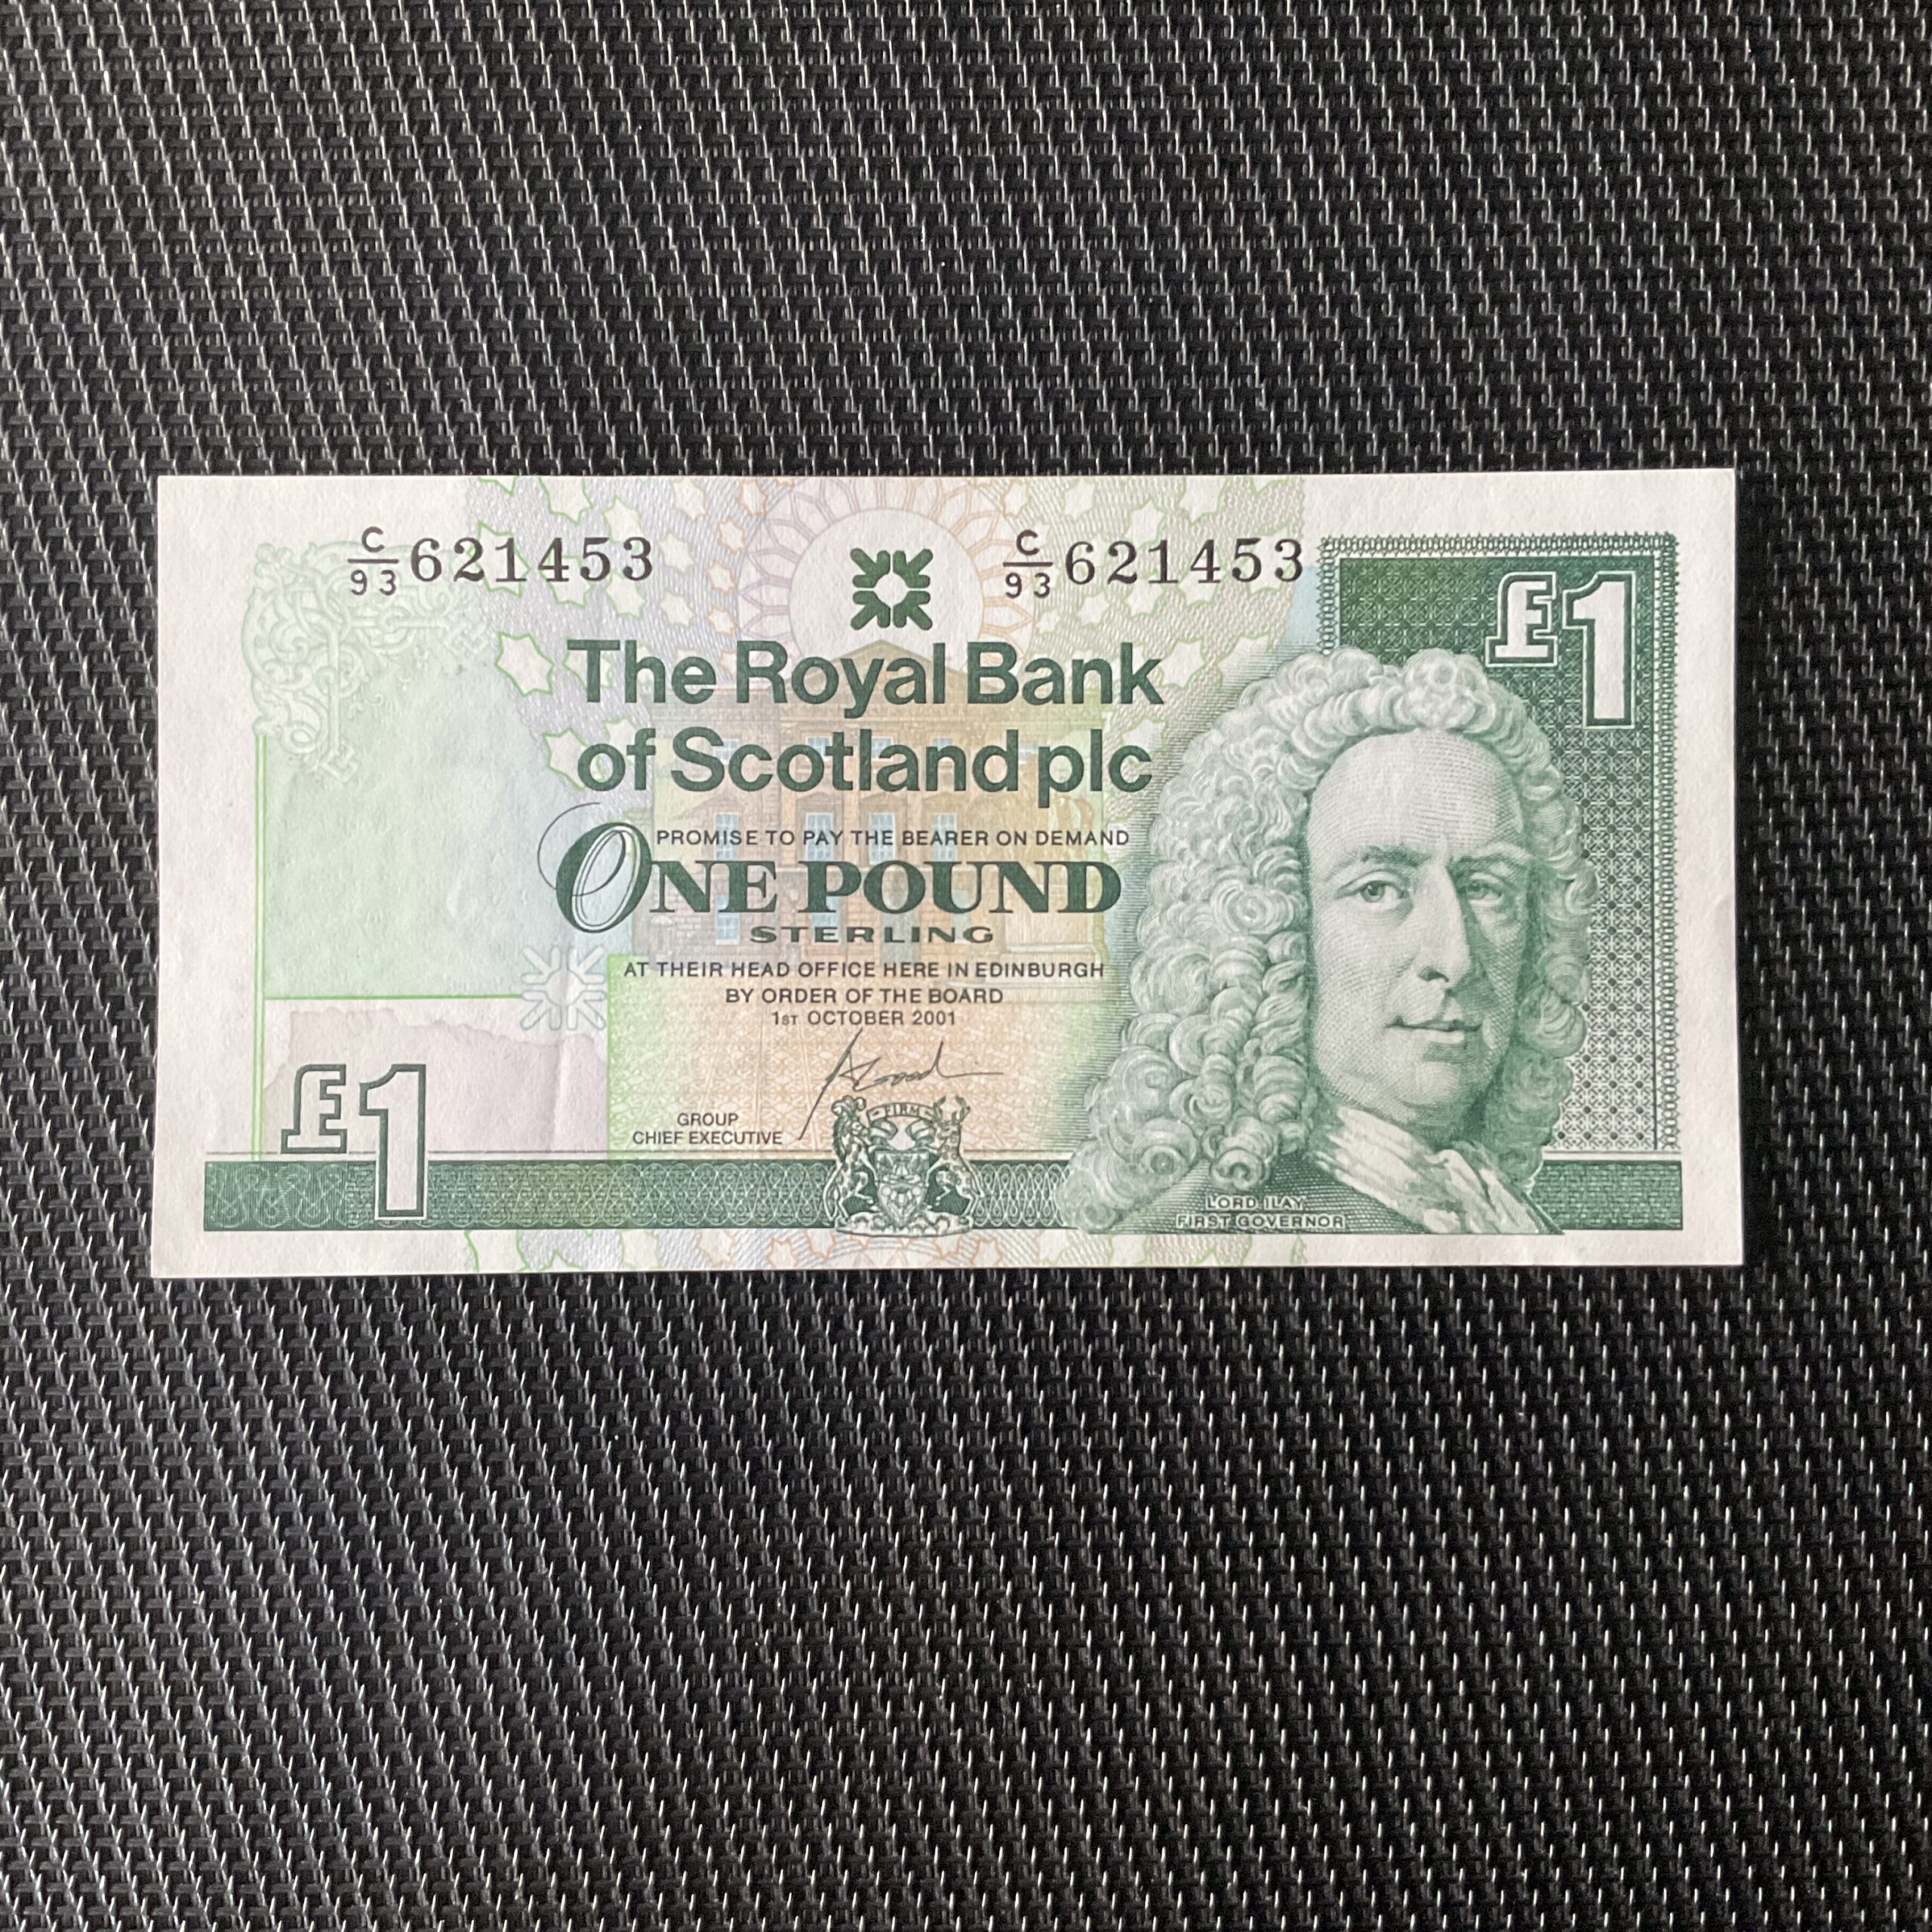 C/93 621453 C/93 621453
£1
The Royal Bank
of Scotland plc
PROMISE TO PAY THE BEARER ON DEMAND
ONE POUND
STERLING
AT THEIR HEAD OFFICE HERE IN EDINBURGH
BY ORDER OF THE BOARD
1ST OCTOBER 2001
GROUP
CHIEF EXECUTIVE
£1
FIRM
LORD ILAY
FIRST GOVERNOR